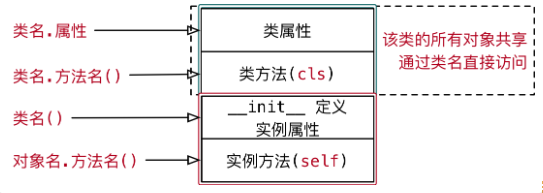 类名.属性
类属性
该类的所有对象共享
通过类名直接访问
类名.方法名()
类方法(cls)
类名()
__init__ 定义
实例属性
对象名.方法名()
实例方法(self)